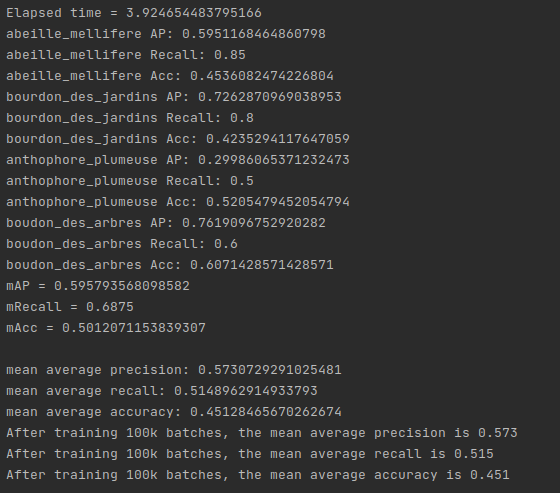 Elapsed time = 3.924654483795166
abeille_mellifere AP: 0.5951168464860798
abeille_mellifere Recall: 0.85
abeille_mellifere Acc: 0.4536082474226804
bourdon_des_jardins AP: 0.7262870969038953
bourdon_des_jardins Recall: 0.8
bourdon_des_jardins Acc: 0.4235294117647059
anthophore_plumeuse AP: 0.29986065371232473
anthophore_plumeuse Recall: 0.5
anthophore_plumeuse Acc: 0.5205479452054794
boudon_des_arbres AP: 0.7619096752920282
boudon_des_arbres Recall: 0.6
boudon_des_arbres Acc: 0.6071428571428571
mAP = 0.595793568098582
mRecall = 0.6875
mAcc = 0.5012071153839307
mean average precision: 0.5730729291025481
mean average recall: 0.5148962914933793
mean average accuracy: 0.45128465670262674
After training 100k batches, the mean average precision is 0.573
After training 100k batches, the mean average recall is 0.515
After training 100k batches, the mean average accuracy is 0.451